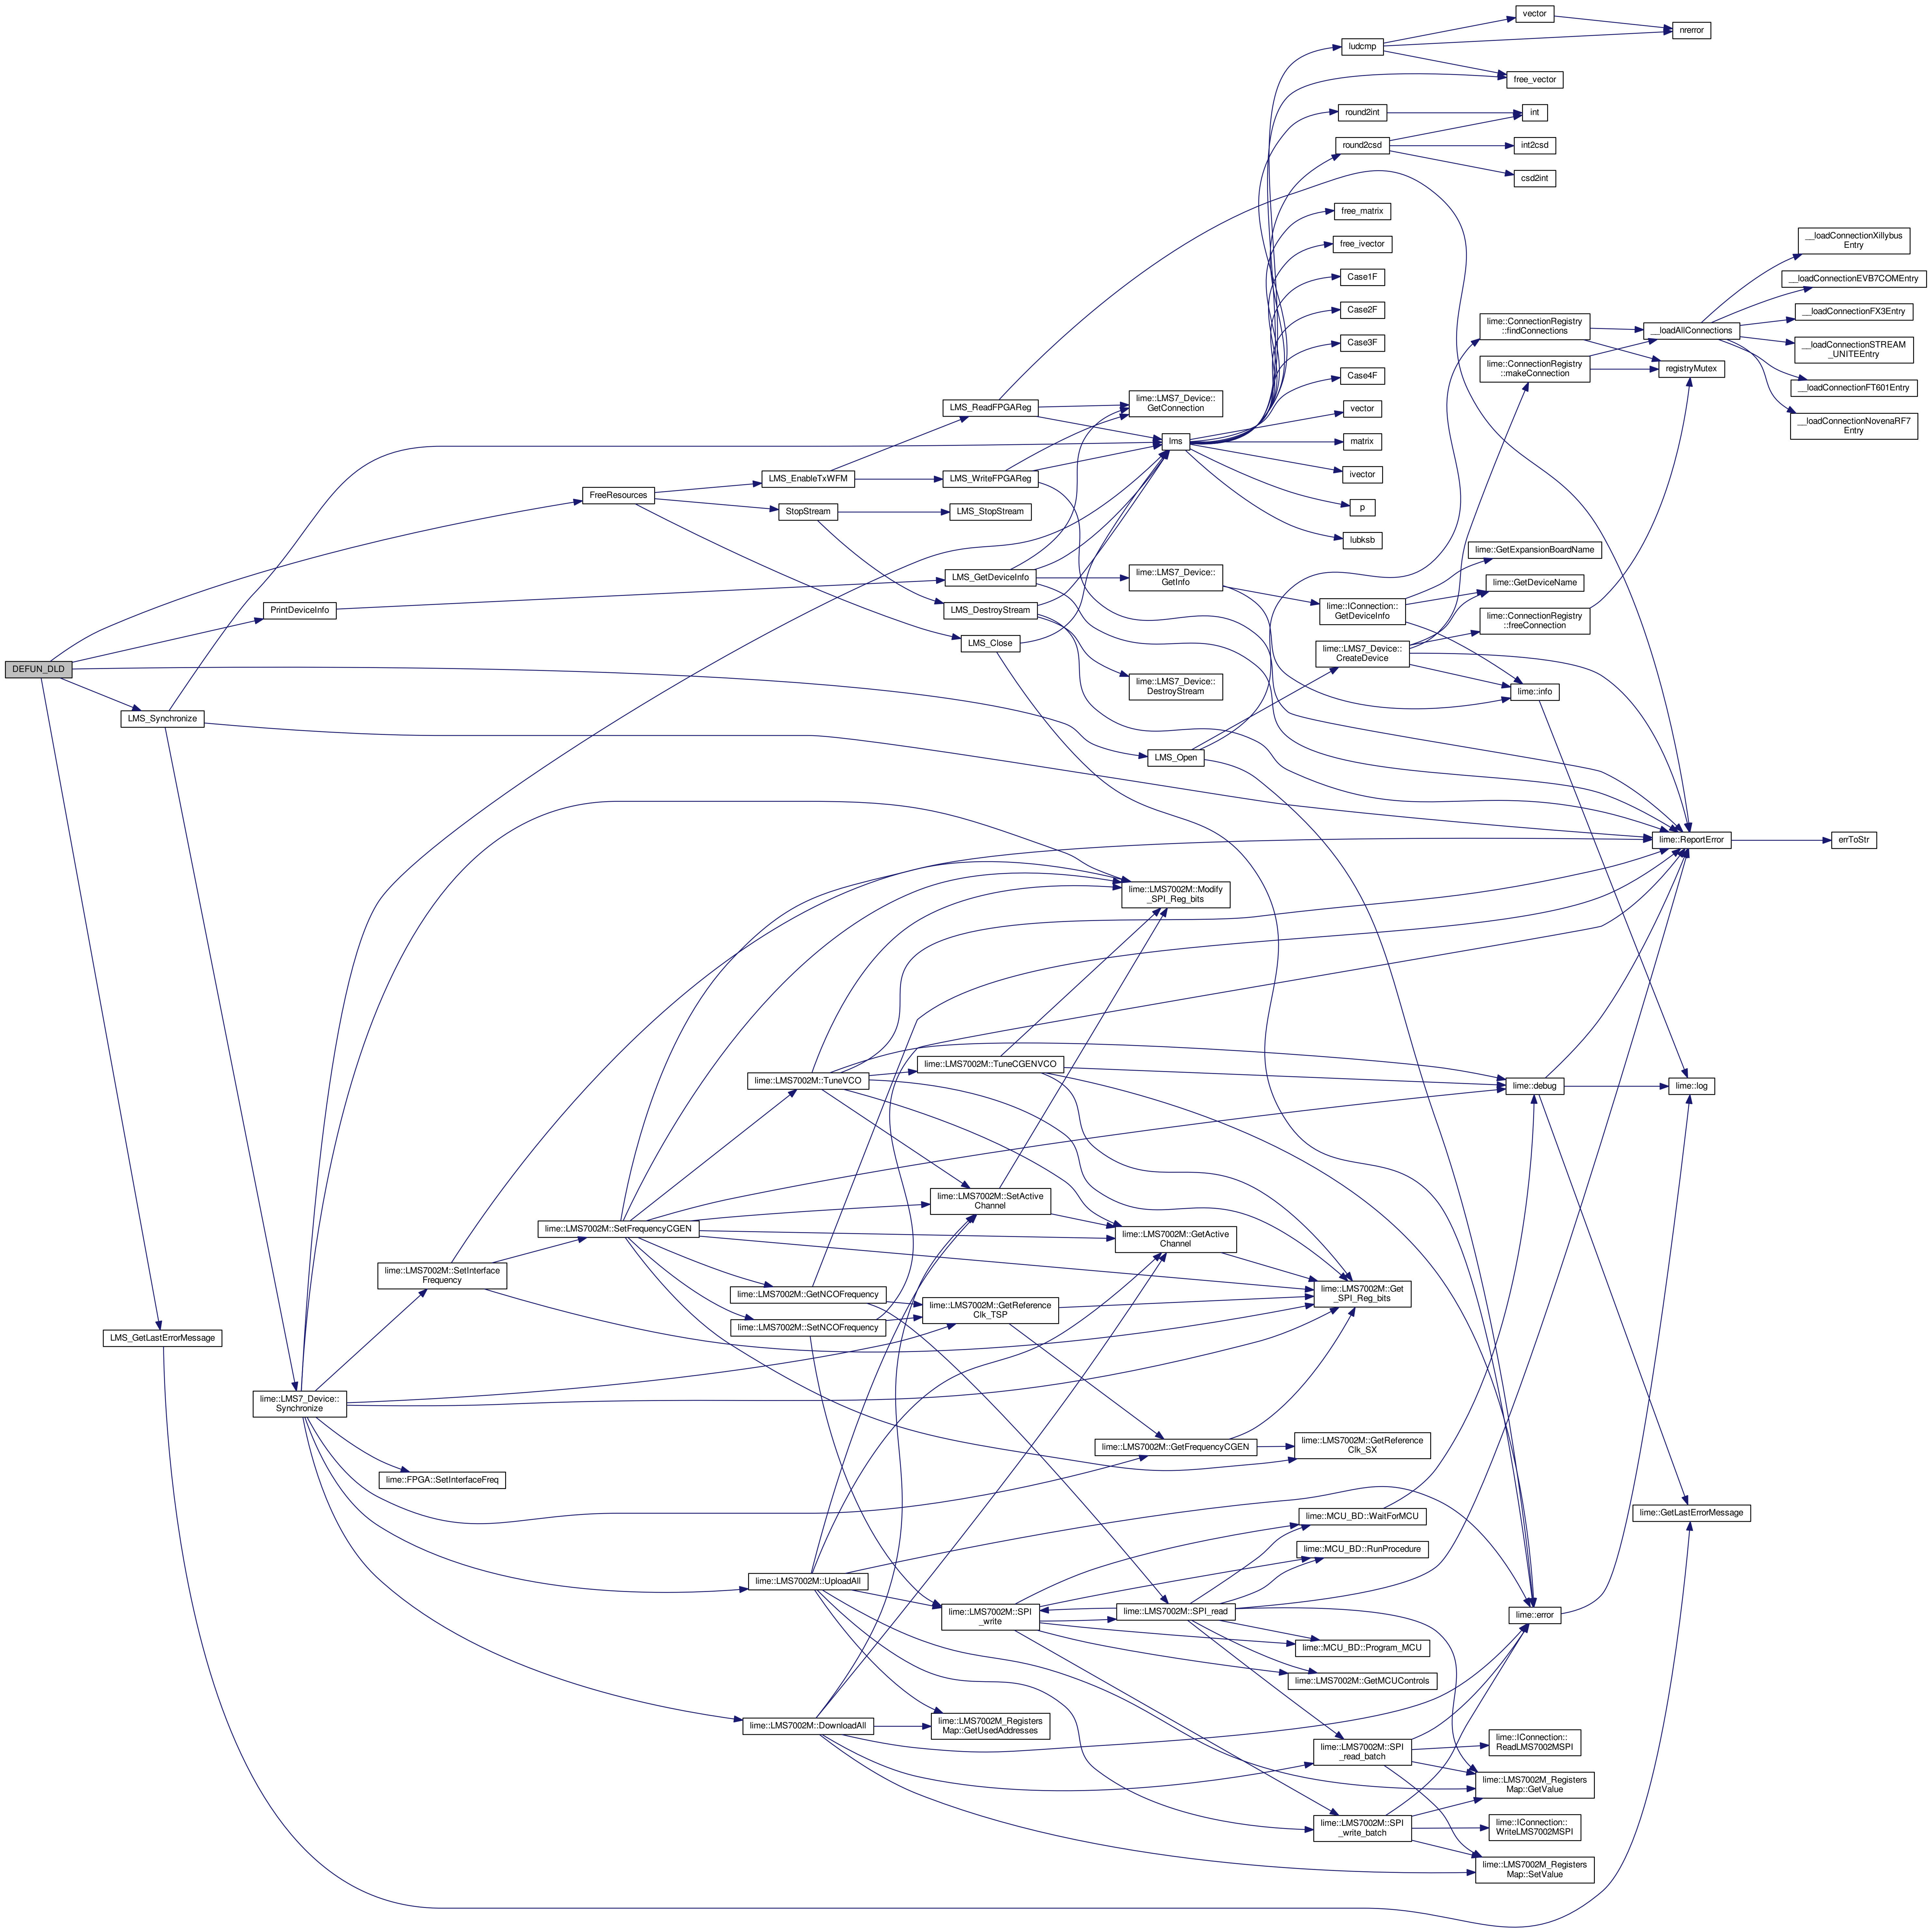 vector
nrerror
ludcmp
free_vector
round2int
int
round2csd
int2csd
csd2int
free_matrix
free_ivector
Case1F
Case2F
Case3F
Case4F
vector
matrix
ivector
p
lubksb
__loadConnectionXillybus
Entry
__loadConnectionEVB7COMEntry
__loadConnectionFX3Entry
__loadConnectionSTREAM
_UNITEEntry
__loadConnectionFT601Entry
__loadConnectionNovenaRF7
Entry
lime::ConnectionRegistry
::findConnections
__loadAllConnections
lime::ConnectionRegistry
::makeConnection
registryMutex
LMS_ReadFPGAReg
lime::LMS7_Device::
GetConnection
lms
LMS_EnableTxWFM
LMS_WriteFPGAReg
FreeResources
StopStream
LMS_StopStream
lime::GetExpansionBoardName
LMS_GetDeviceInfo
lime::LMS7_Device::
GetInfo
lime::GetDeviceName
PrintDeviceInfo
LMS_DestroyStream
lime::IConnection::
GetDeviceInfo
lime::ConnectionRegistry
::freeConnection
LMS_Close
lime::LMS7_Device::
CreateDevice
DEFUN_DLD
lime::LMS7_Device::
DestroyStream
lime::info
LMS_Synchronize
LMS_Open
lime::ReportError
errToStr
lime::LMS7002M::Modify
_SPI_Reg_bits
lime::LMS7002M::TuneCGENVCO
lime::LMS7002M::TuneVCO
lime::debug
lime::log
lime::LMS7002M::SetActive
Channel
lime::LMS7002M::SetFrequencyCGEN
lime::LMS7002M::GetActive
Channel
lime::LMS7002M::SetInterface
Frequency
lime::LMS7002M::GetNCOFrequency
lime::LMS7002M::GetReference
Clk_TSP
lime::LMS7002M::Get
_SPI_Reg_bits
lime::LMS7002M::SetNCOFrequency
LMS_GetLastErrorMessage
lime::LMS7_Device::
Synchronize
lime::LMS7002M::GetFrequencyCGEN
lime::LMS7002M::GetReference
Clk_SX
lime::FPGA::SetInterfaceFreq
lime::MCU_BD::WaitForMCU
lime::GetLastErrorMessage
lime::MCU_BD::RunProcedure
lime::LMS7002M::UploadAll
lime::LMS7002M::SPI
_write
lime::LMS7002M::SPI_read
lime::error
lime::MCU_BD::Program_MCU
lime::LMS7002M::GetMCUControls
lime::LMS7002M::DownloadAll
lime::LMS7002M_Registers
Map::GetUsedAddresses
lime::LMS7002M::SPI
_read_batch
lime::IConnection::
ReadLMS7002MSPI
lime::LMS7002M_Registers
Map::GetValue
lime::LMS7002M::SPI
_write_batch
lime::IConnection::
WriteLMS7002MSPI
lime::LMS7002M_Registers
Map::SetValue